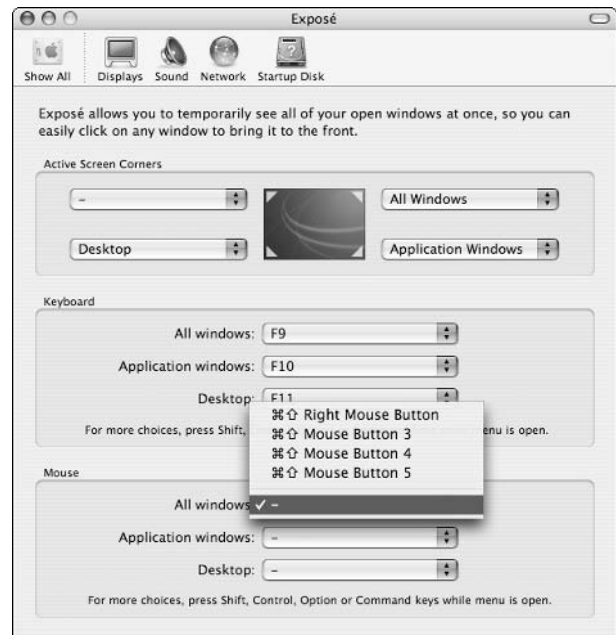 Exposé
Show All Displays Sound Network Startup Disk
Exposé allows you to temporarily see all of your open windows at once, so you can
easily click on any window to bring it to the front.
Active Screen Corners
– All Windows
Desktop Application Windows
Keyboard
All windows: F9
Application windows: F10
Desktop: F11
⌘⇧ Right Mouse Button
For more choices, press Shift, enu is open.
⌘⇧ Mouse Button 3
⌘⇧ Mouse Button 4
⌘⇧ Mouse Button 5
Mouse
All windows ✓ –
Application windows: –
Desktop: –
For more choices, press Shift, Control, Option or Command keys while menu is open.